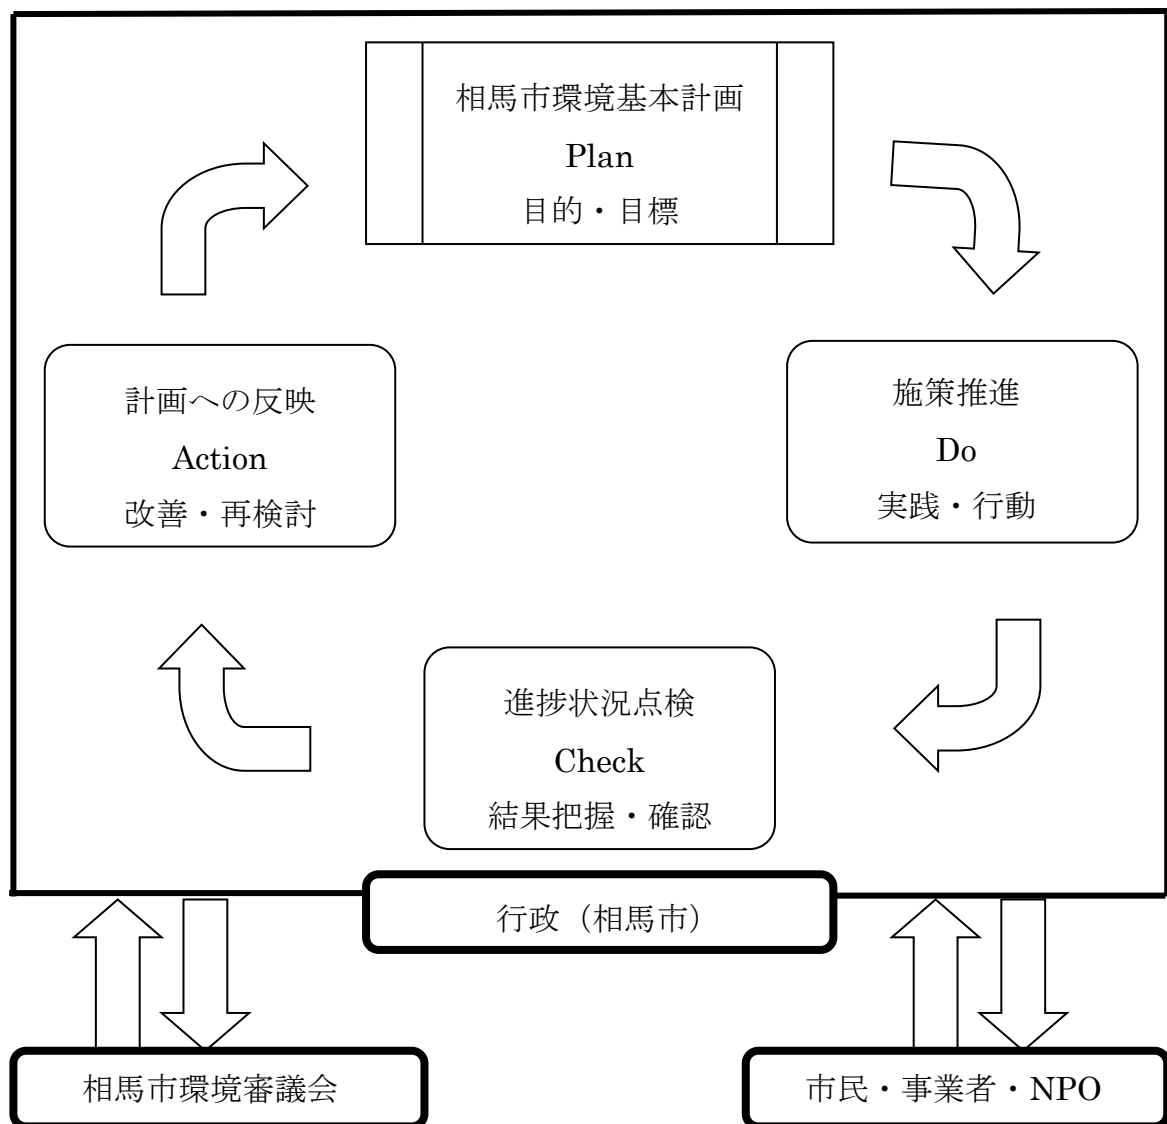 相馬市環境基本計画
Plan
目的・目標
計画への反映
Action
改善・再検討
施策推進
Do
実践・行動
進捗状況点検
Check
結果把握・確認
行政（相馬市）
相馬市環境審議会
市民・事業者・NPO